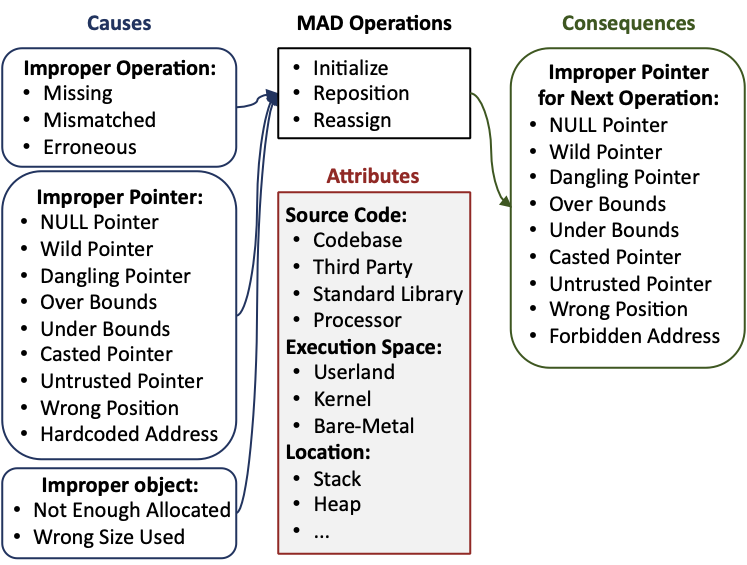 Causes
Improper Operation:
• Missing
• Mismatched
• Erroneous
Improper Pointer:
• NULL Pointer
• Wild Pointer
• Dangling Pointer
• Over Bounds
• Under Bounds
• Casted Pointer
• Untrusted Pointer
• Wrong Position
• Hardcoded Address
Improper object:
• Not Enough Allocated
• Wrong Size Used
MAD Operations
• Initialize
• Reposition
• Reassign
Attributes
Source Code:
• Codebase
• Third Party
• Standard Library
• Processor
Execution Space:
• Userland
• Kernel
• Bare-Metal
Location:
• Stack
• Heap
• ...
Consequences
Improper Pointer
for Next Operation:
• NULL Pointer
• Wild Pointer
• Dangling Pointer
• Over Bounds
• Under Bounds
• Casted Pointer
• Untrusted Pointer
• Wrong Position
• Forbidden Address